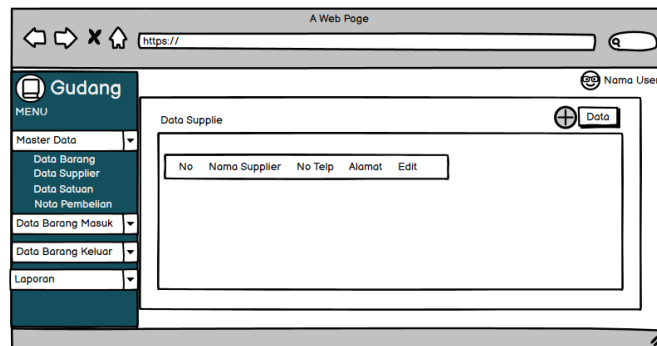 A Web Page
https://
Gudang
Nama User
MENU
Data Supplie
Data
Master Data
Data Barang
Data Supplier
Data Satuan
Nota Pembelian
No Nama Supplier No Telp Alamat Edit
Data Barang Masuk
Data Barang Keluar
Laporan